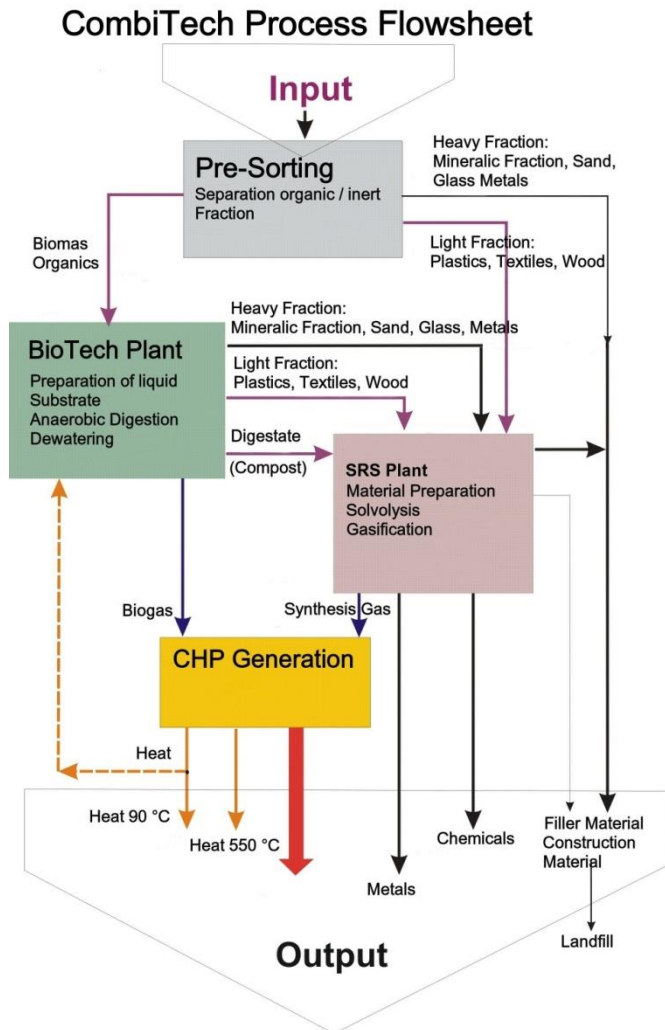 CombiTech Process Flowsheet
Input
Pre-Sorting
Separation organic / inert
Fraction
Heavy Fraction:
Mineralic Fraction, Sand,
Glass Metals
Light Fraction:
Plastics, Textiles, Wood
Biomas
Organics
BioTech Plant
Preparation of liquid
Substrate
Anaerobic Digestion
Dewatering
Heavy Fraction:
Mineralic Fraction, Sand, Glass, Metals
Light Fraction:
Plastics, Textiles, Wood
Digestate
(Compost)
SRS Plant
Material Preparation
Solvolysis
Gasification
Biogas
Synthesis Gas
CHP Generation
Heat
Heat 90 °C
Heat 550 °C
Metals
Chemicals
Filler Material
Construction
Material
Landfill
Output